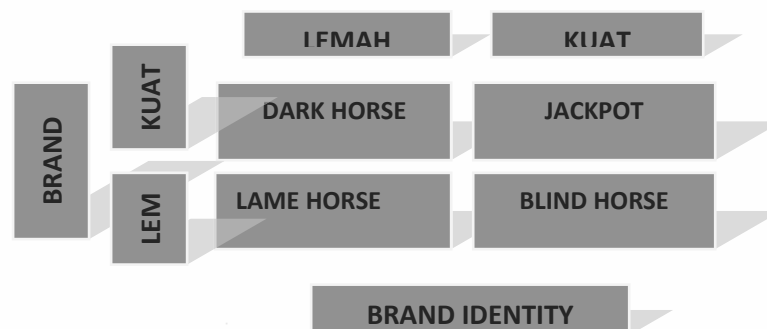 LEMAH KUAT
KUAT
DARK HORSE JACKPOT
BRAND
LEM
LAME HORSE BLIND HORSE
BRAND IDENTITY